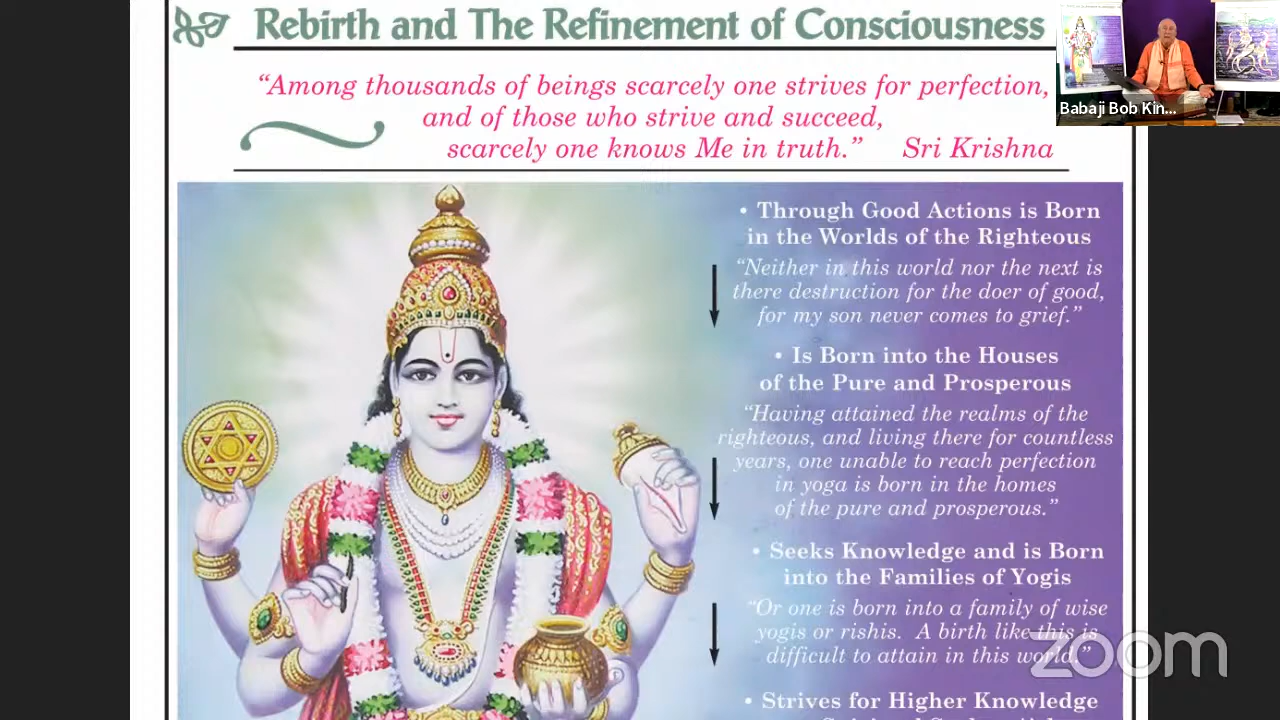 Rebirth and The Refinement of Consciousness
“Among thousands of beings scarcely one strives for perfection,
and of those who strive and succeed,
scarcely one knows Me in truth.” Sri Krishna
Babaji Bob Kin...
• Through Good Actions is Born
in the Worlds of the Righteous
“Neither in this world nor the next is
there destruction for the doer of good,
for my son never comes to grief.”
• Is Born into the Houses
of the Pure and Prosperous
“Having attained the realms of the
righteous, and living there for countless
years, one unable to reach perfection
in yoga is born in the homes
of the pure and prosperous.”
• Seeks Knowledge and is Born
into the Families of Yogis
“Or one is born into a family of wise
yogis or rishis. A birth like this is
difficult to attain in this world.”
zoom
• Strives for Higher Knowledge